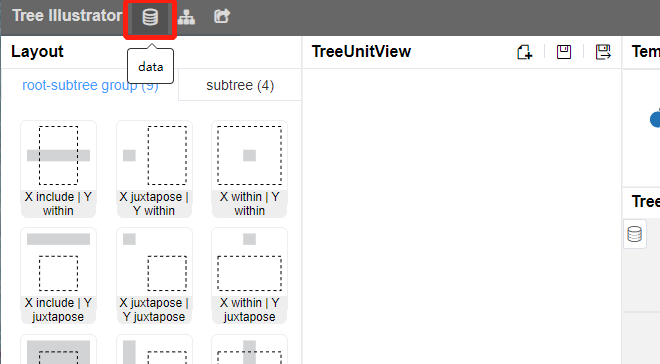 Tree Illustrator
Layout
data
TreeUnitView
Tem
root-subtree group (9)
subtree (4)
X include | Y
within
X juxtapose |
Y within
X within | Y
within
Tree
X include | Y
juxtapose
X juxtapose |
Y juxtapose
X within | Y
juxtapose